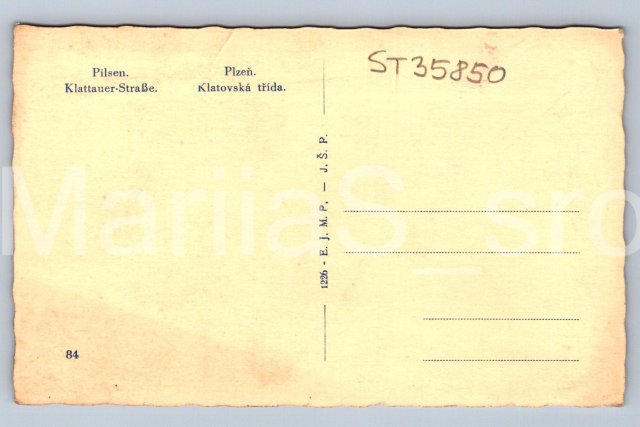 Pilsen.
Klattauer-Straße.
Plzeň.
Klatovská třída.
ST35850
1226 - E. J. M. P. — J. Š. P.
MariiaS_sro
84